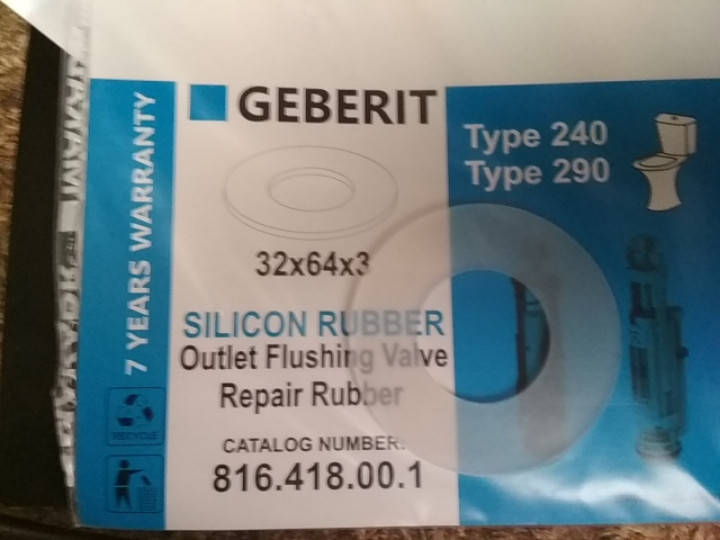 GEBERIT
Type 240
Type 290
7 YEARS WARRANTY
32x64x3
SILICON RUBBER
Outlet Flushing Valve
Repair Rubber
RECYCLE
CATALOG NUMBER:
816.418.00.1